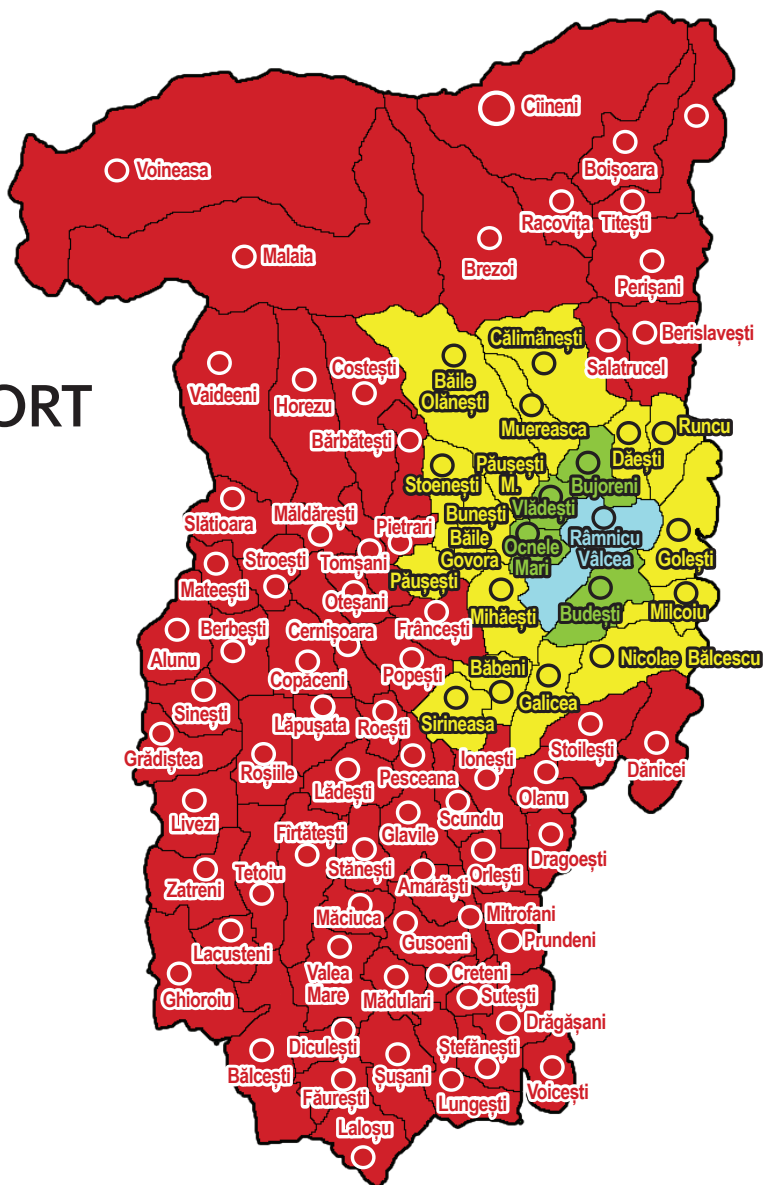 Cîineni
Boișoara
Voineasa
Racovița
Titești
Malaia
Brezoi
Perișani
Călimănești
Berislavești
Salatrucel
Costești
Băile
Olănești
Vaideeni
Horezu
ORT
Muereasca
Runcu
Bărbătești
Dăești
Păusești
M.
Stoenești
Bujoreni
Vlădești
Slătioara
Măldărești
Bunești
Pietrari
Râmnicu
Vâlcea
Băile
Govora
Ocnele
Mari
Stroești
Tomșani
Golești
Mateești
Păușești
Oteșani
Mihăești
Budești
Milcoiu
Frâncești
Berbești
Cernișoara
Alunu
Nicolae Bălcescu
Copăceni
Popești
Băbeni
Galicea
Sinești
Sirineasa
Lăpușata
Roești
Stoilești
Grădiștea
Ionești
Roșiile
Pesceana
Dănicei
Lădești
Olanu
Livezi
Scundu
Glavile
Fîrtătești
Dragoești
Stănești
Orlești
Tetoiu
Zatreni
Amărăști
Măciuca
Mitrofani
Gusoeni
Prundeni
Lacusteni
Valea
Mare
Creteni
Mădulari
Ghioroiu
Sutești
Drăgășani
Diculești
Ștefănești
Bălcești
Șușani
Voicești
Făurești
Lungești
Laloșu